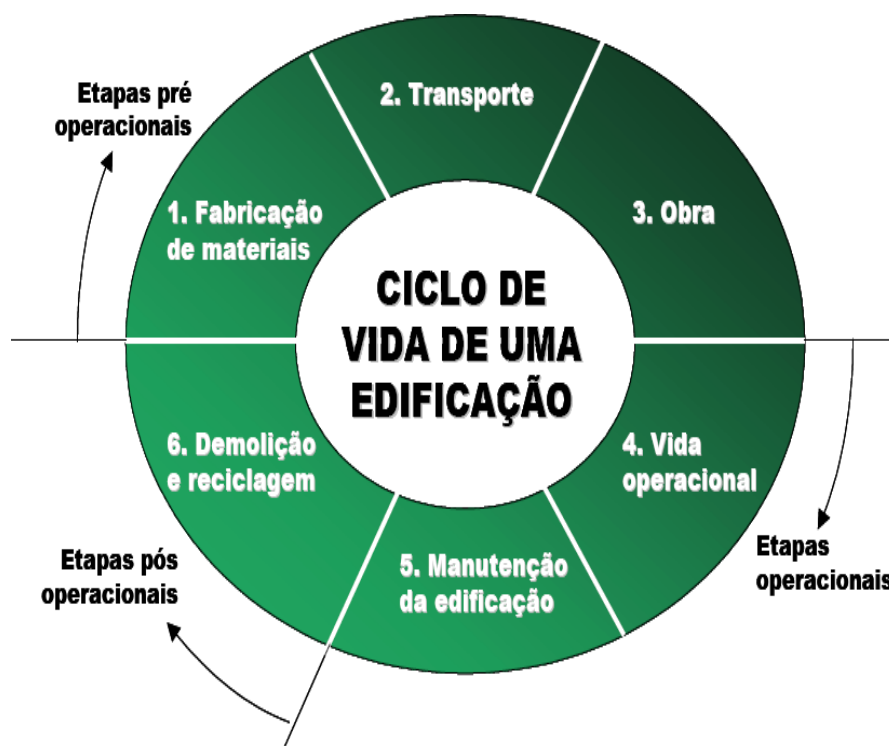 Etapas pré
operacionais
2. Transporte
1. Fabricação
de materiais
3. Obra
CICLO DE
VIDA DE UMA
EDIFICAÇÃO
6. Demolição
e reciclagem
4. Vida
operacional
Etapas pós
operacionais
5. Manutenção
da edificação
Etapas
operacionais